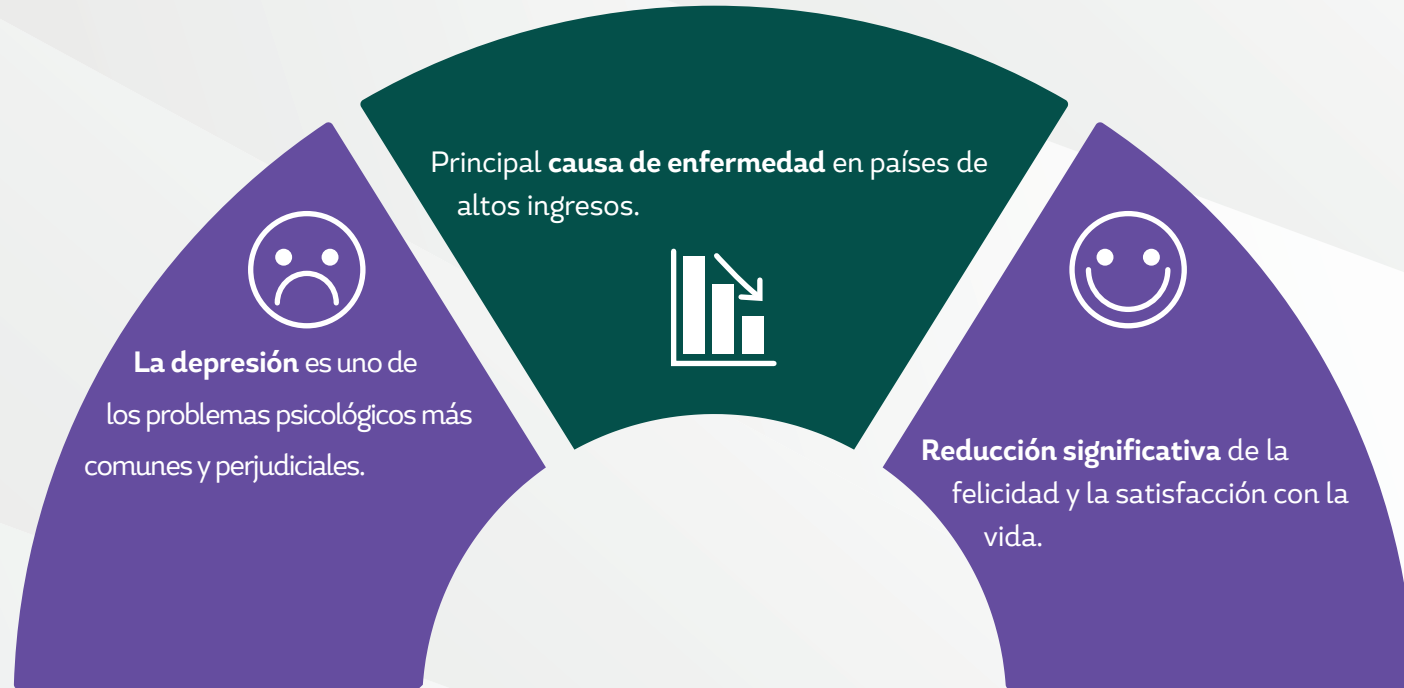 La depresión es uno de
los problemas psicológicos más
comunes y perjudiciales.
Principal causa de enfermedad en países de
altos ingresos.
Reducción significativa de la
felicidad y la satisfacción con la
vida.